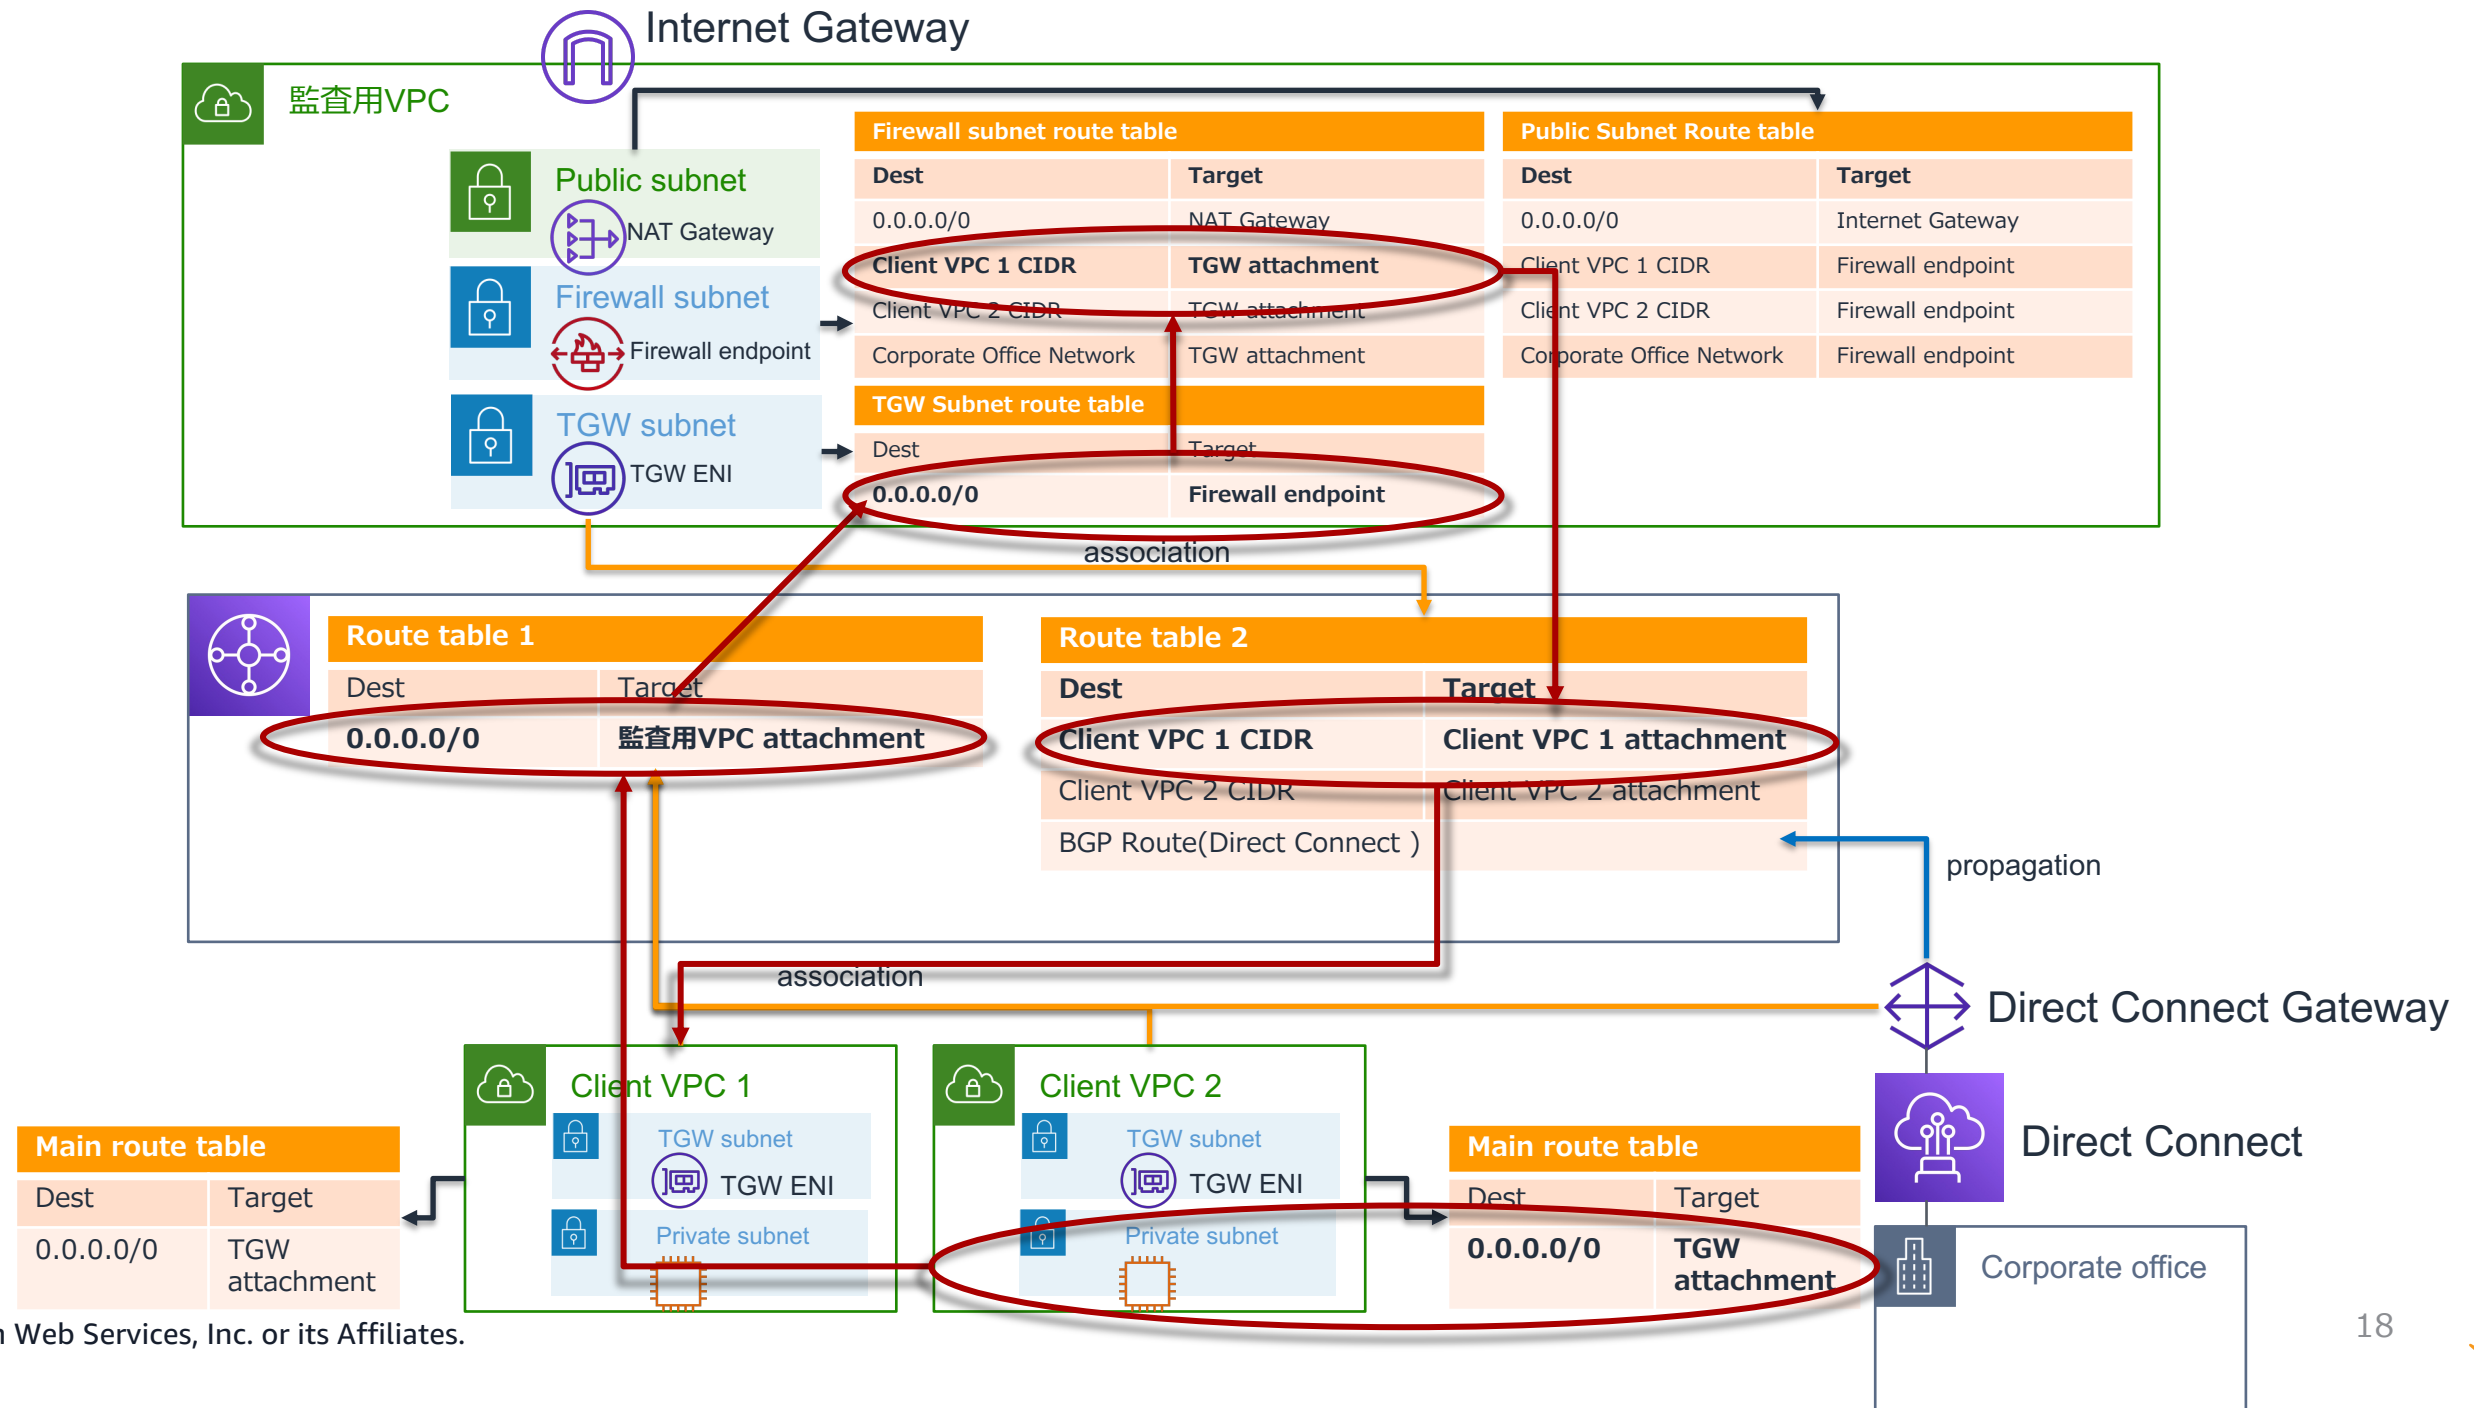 Internet Gateway
監査用VPC
Public subnet
NAT Gateway
Firewall subnet
Firewall endpoint
TGW subnet
TGW ENI
Firewall subnet route table
Dest Target
0.0.0.0/0 NAT Gateway
Client VPC 1 CIDR TGW attachment
Client VPC 2 CIDR TGW attachment
Corporate Office Network TGW attachment
Public Subnet Route table
Dest Target
0.0.0.0/0 Internet Gateway
Client VPC 1 CIDR Firewall endpoint
Client VPC 2 CIDR Firewall endpoint
Corporate Office Network Firewall endpoint
TGW Subnet route table
Dest Target
0.0.0.0/0 Firewall endpoint
association
Route table 1
Dest Target
0.0.0.0/0 監査用VPC attachment
Route table 2
Dest Target
Client VPC 1 CIDR Client VPC 1 attachment
Client VPC 2 CIDR Client VPC 2 attachment
BGP Route(Direct Connect )
propagation
association
Direct Connect Gateway
Direct Connect
Corporate office
Client VPC 1
TGW subnet
TGW ENI
Private subnet
Client VPC 2
TGW subnet
TGW ENI
Private subnet
Main route table
Dest Target
0.0.0.0/0 TGW
attachment
Main route table
Dest Target
0.0.0.0/0 TGW
attachment
n Web Services, Inc. or its Affiliates.
18